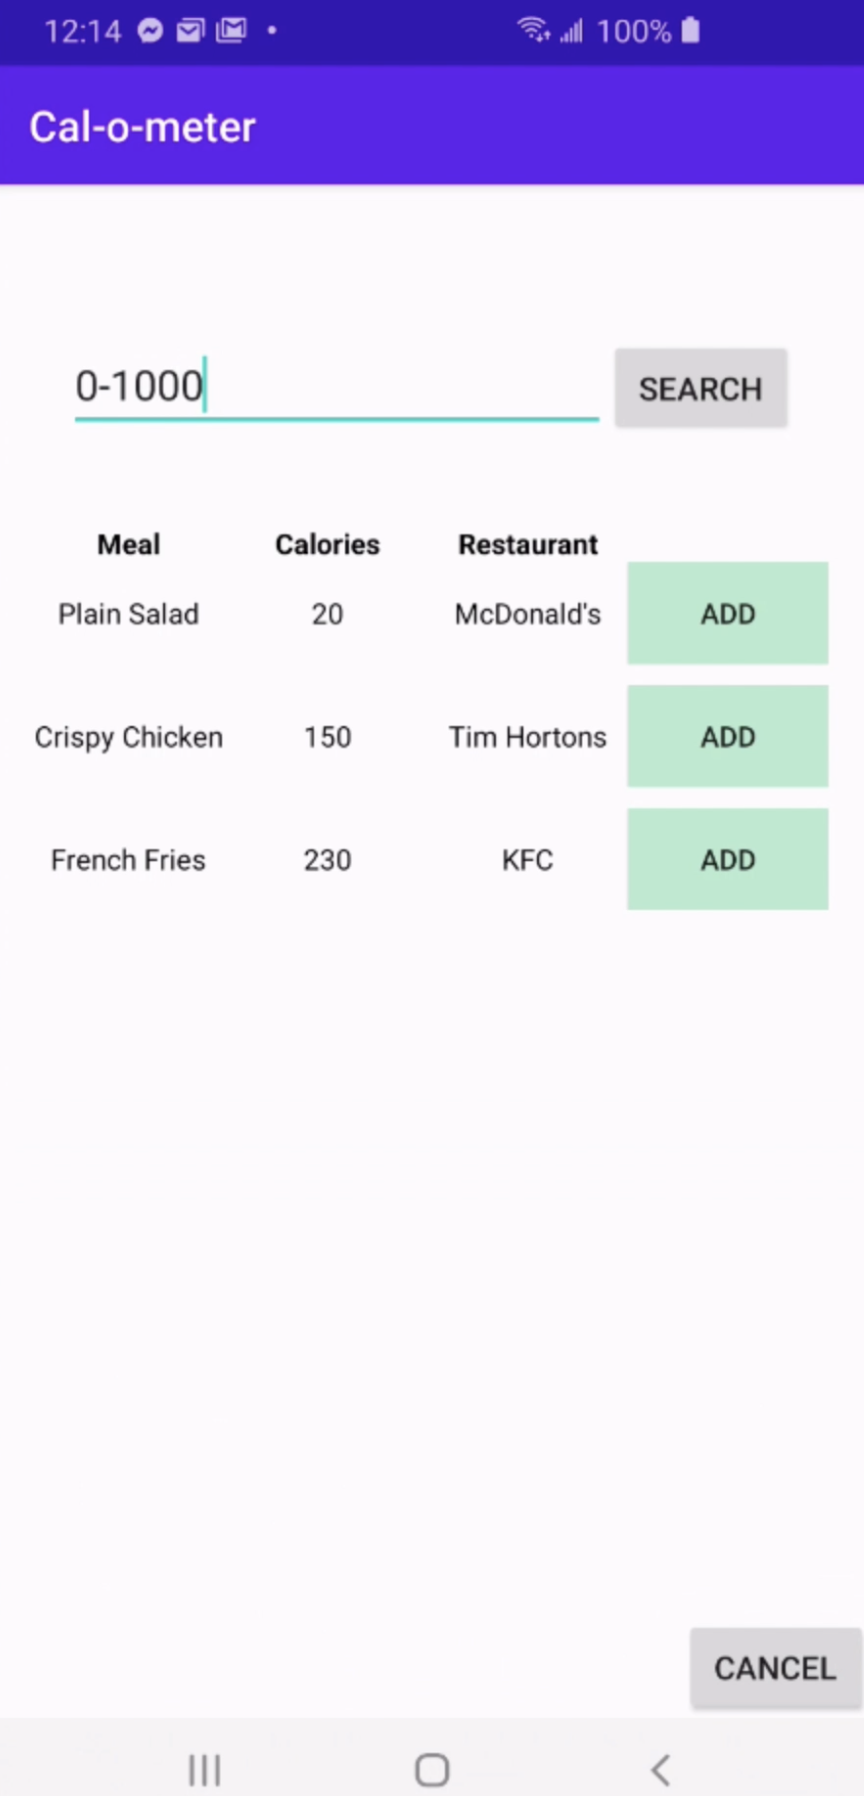 12:14 100%
Cal-o-meter
0-1000 SEARCH
Meal Calories Restaurant
Plain Salad 20 McDonald's ADD
Crispy Chicken 150 Tim Hortons ADD
French Fries 230 KFC ADD
CANCEL